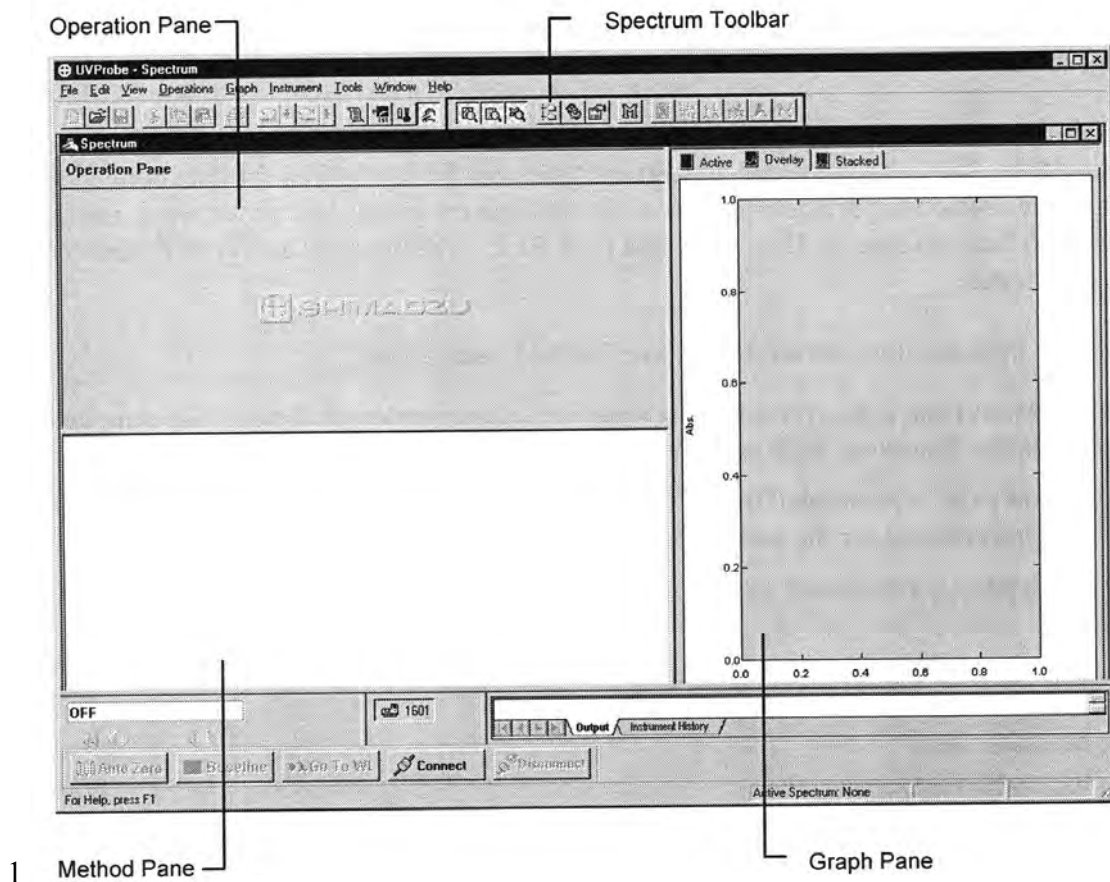 Operation Pane
Spectrum Toolbar
UVProbe - Spectrum
File Edit View Operations Graph Instrument Tools Window Help
Spectrum
Operation Pane
Active Overlay Stacked
SHIMADZU
1.0
0.8
0.6
0.4
0.2
0.0
Abs.
0.0 0.2 0.4 0.6 0.8 1.0
OFF
1601
Output Instrument History
Auto Zero Baseline Go To WL Connect Disconnect
For Help, press F1
Active Spectrum: None
1 Method Pane
Graph Pane